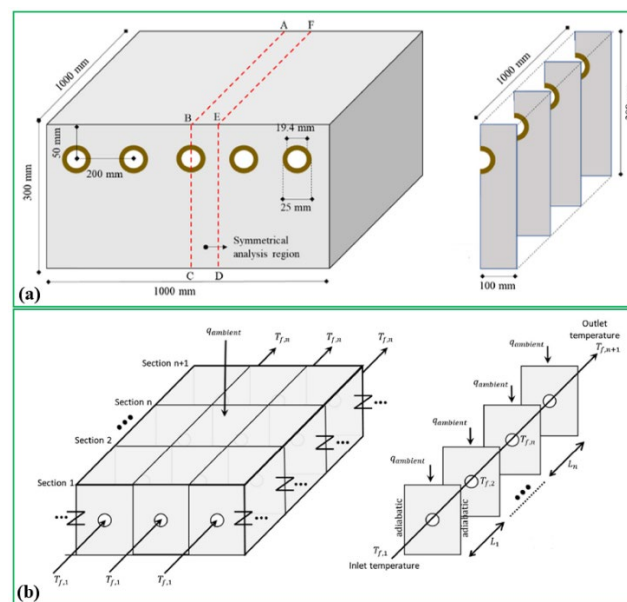 A
F
1000 mm
B
E
19.4 mm
50 mm
300 mm
200 mm
25 mm
Symmetrical
analysis region
C
D
1000 mm
(a)
1000 mm
100 mm
q_ambient
T_f,n
T_f,n
T_f,n
Section n+1
Section n
Section 2
Section 1
T_f,1
T_f,1
T_f,1
(b)
Outlet
temperature
T_f,n+1
q_ambient
q_ambient
q_ambient
q_ambient
T_f,n
T_f,2
L_n
adiabatic
adiabatic
L_1
T_f,1
Inlet temperature